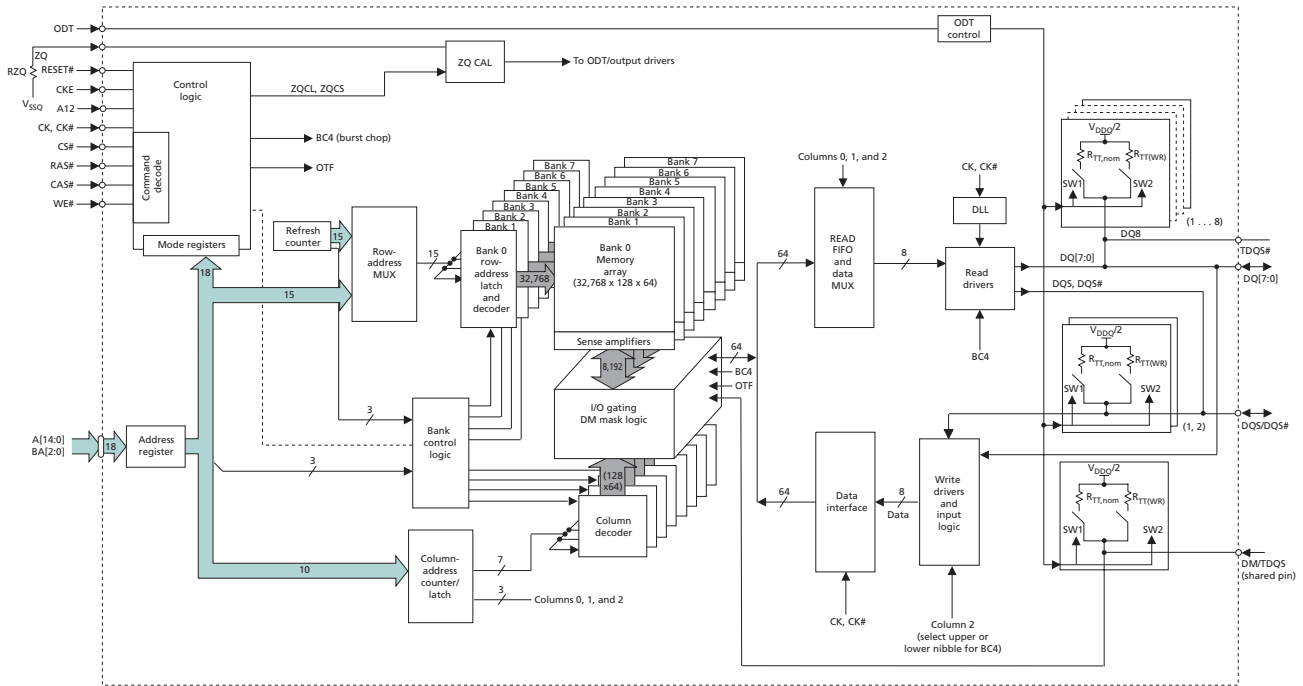 ODT
ODT
control
ZQ
RZQ
RESET#
ZQ CAL
To ODT/output drivers
Control
logic
CKE
VSSQ
A12
ZQCL, ZQCS
CK, CK#
BC4 (burst chop)
CS#
RAS#
OTF
CAS#
WE#
Command
decode
Mode registers
18
Refresh
counter
15
Row-
address
MUX
15
15
Bank 7
Bank 6
Bank 5
Bank 4
Bank 3
Bank 2
Bank 1
Bank 0
row-
address
latch
and
decoder
32,768
Bank 7
Bank 6
Bank 5
Bank 4
Bank 3
Bank 2
Bank 1
Bank 0
Memory
array
(32,768 x 128 x 64)
Sense amplifiers
8,192
I/O gating
DM mask logic
64
BC4
OTF
(128
x64)
Column
decoder
3
3
Bank
control
logic
A[14:0]
BA[2:0]
18
Address
register
10
Column-
address
counter/
latch
7
3
Columns 0, 1, and 2
Columns 0, 1, and 2
64
READ
FIFO
and
data
MUX
8
CK, CK#
DLL
Read
drivers
BC4
DQ8
DQ[7:0]
DQS, DQS#
64
Data
interface
8
Data
Write
drivers
and
input
logic
CK, CK#
Column 2
(select upper or
lower nibble for BC4)
VDDQ/2
RTT,nom
RTT(WR)
SW1
SW2
(1 . . . 8)
TDQS#
DQ[7:0]
VDDQ/2
RTT,nom
RTT(WR)
SW1
SW2
(1, 2)
DQS/DQS#
VDDQ/2
RTT,nom
RTT(WR)
SW1
SW2
DM/TDQS
(shared pin)